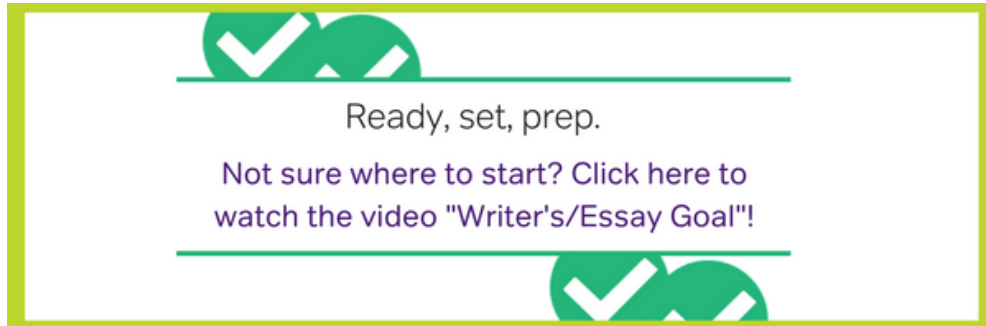 Ready, set, prep.
Not sure where to start? Click here to
watch the video "Writer's/Essay Goal"!